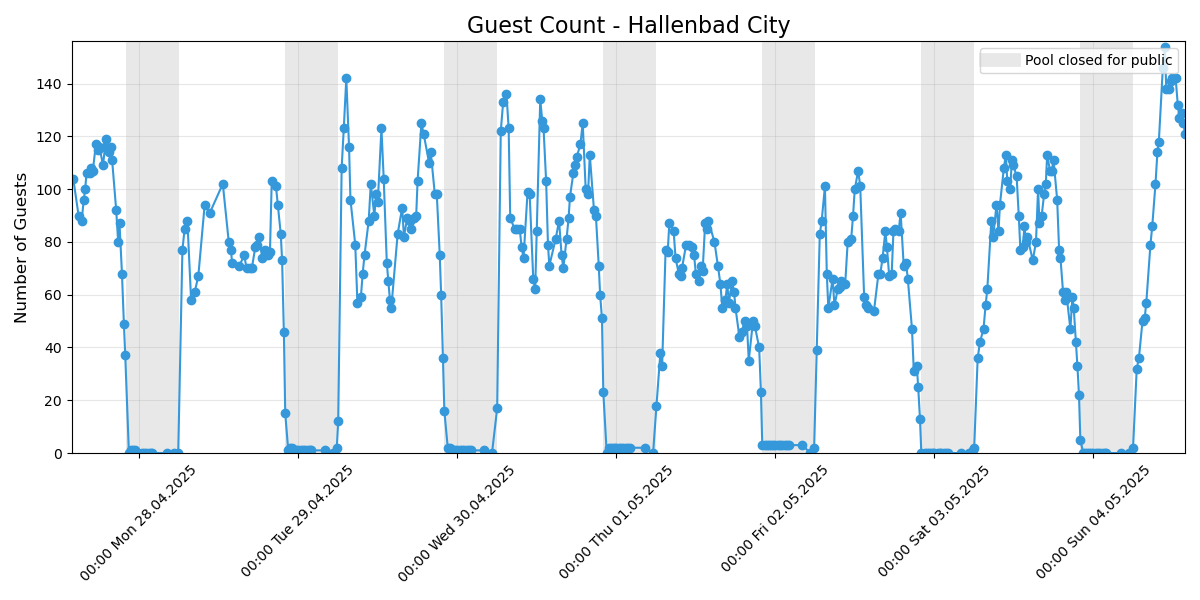 Guest Count - Hallenbad City
Pool closed for public
Number of Guests
140
120
100
80
60
40
20
0
00:00 Mon 28.04.2025
00:00 Tue 29.04.2025
00:00 Wed 30.04.2025
00:00 Thu 01.05.2025
00:00 Fri 02.05.2025
00:00 Sat 03.05.2025
00:00 Sun 04.05.2025